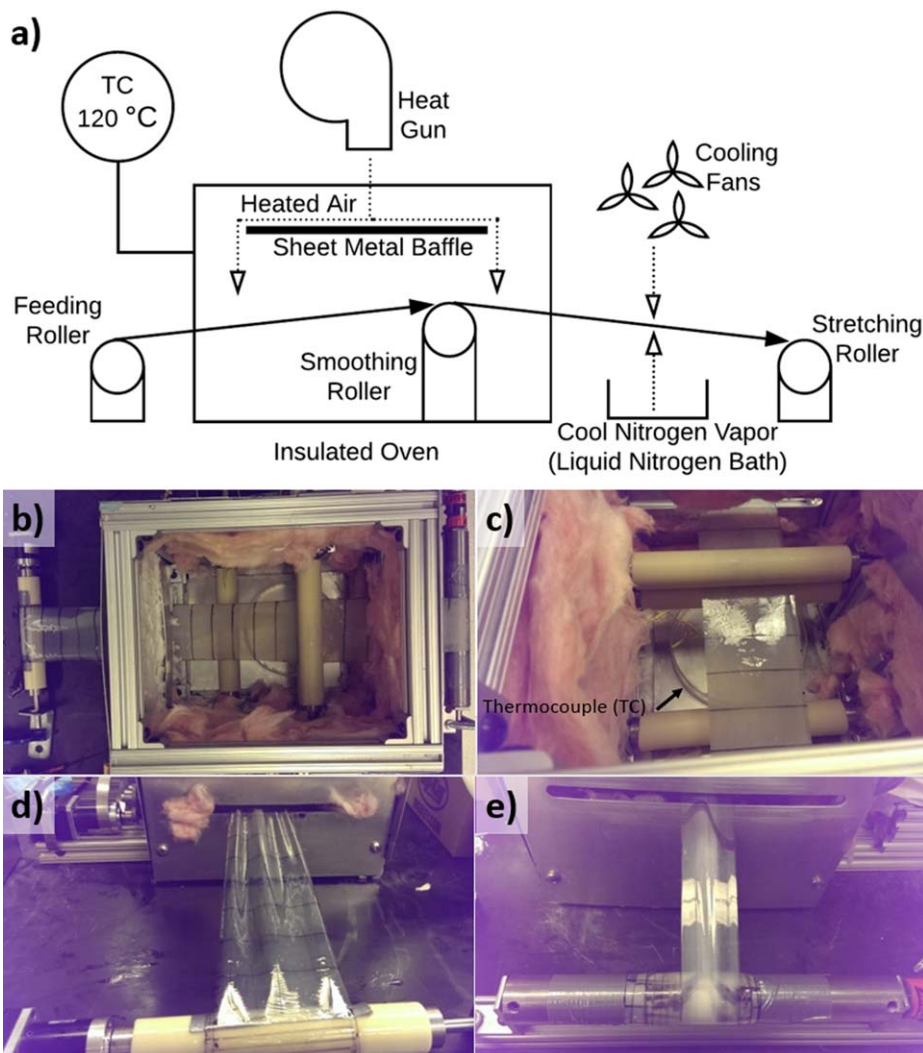 a)
TC
120 °C
Heat
Gun
Cooling
Fans
Heated Air
Sheet Metal Baffle
Feeding
Roller
Smoothing
Roller
Stretching
Roller
Insulated Oven
Cool Nitrogen Vapor
(Liquid Nitrogen Bath)
b)
c)
Thermocouple (TC)
d)
e)